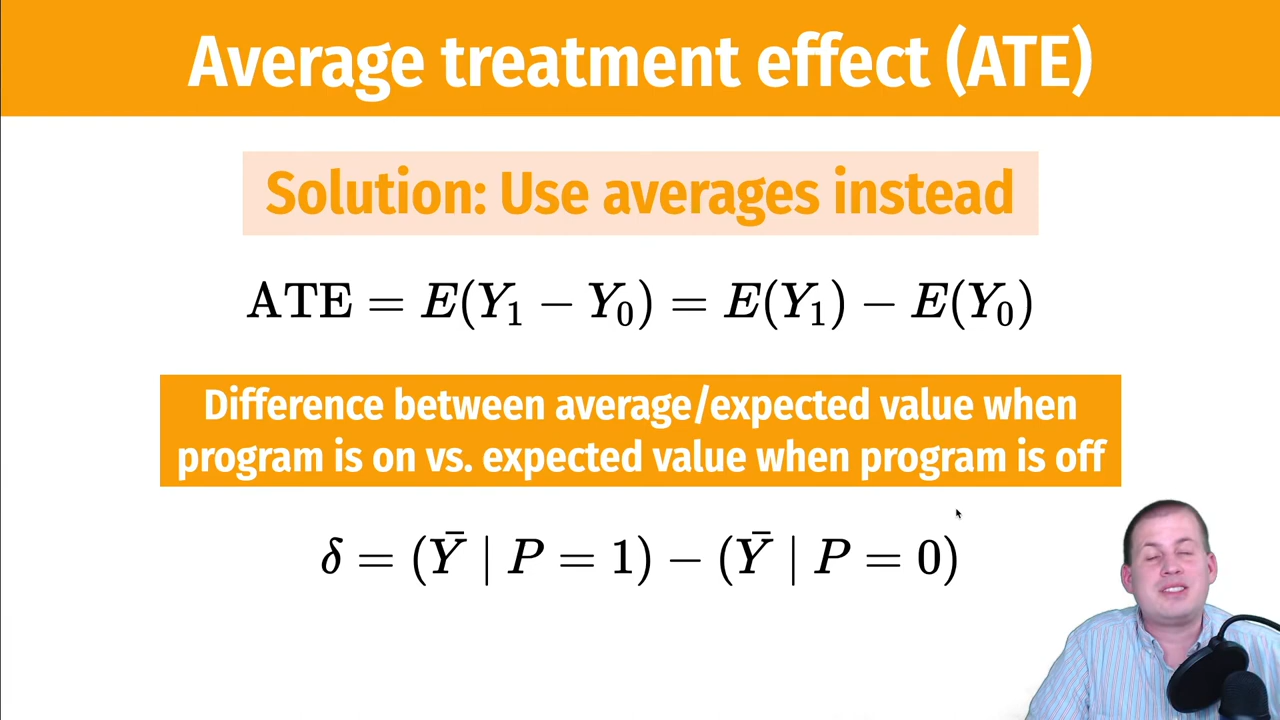 Average treatment effect (ATE)
Solution: Use averages instead
ATE = E(Y₁ − Y₀) = E(Y₁) − E(Y₀)
Difference between average/expected value when
program is on vs. expected value when program is off
δ = (Ȳ | P = 1) − (Ȳ | P = 0)